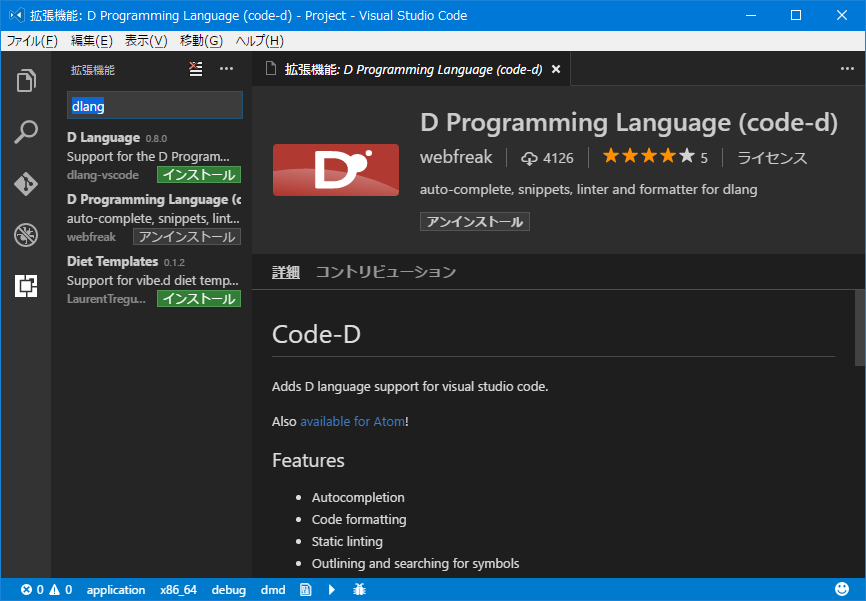 拡張機能: D Programming Language (code-d) - Project - Visual Studio Code
ファイル(F) 編集(E) 表示(V) 移動(G) ヘルプ(H)
拡張機能
dlang
D Language 0.8.0
Support for the D Program...
dlang-vscode インストール
D Programming Language (c
auto-complete, snippets, lint...
webfreak アンインストール
Diet Templates 0.1.2
Support for vibe.d diet temp...
LaurentTregu... インストール
拡張機能: D Programming Language (code-d)
D
D Programming Language (code-d)
webfreak 4126 5 ライセンス
auto-complete, snippets, linter and formatter for dlang
アンインストール
詳細 コントリビューション
Code-D
Adds D language support for visual studio code.
Also available for Atom!
Features
• Autocompletion
• Code formatting
• Static linting
• Outlining and searching for symbols
0 0 application x86_64 debug dmd